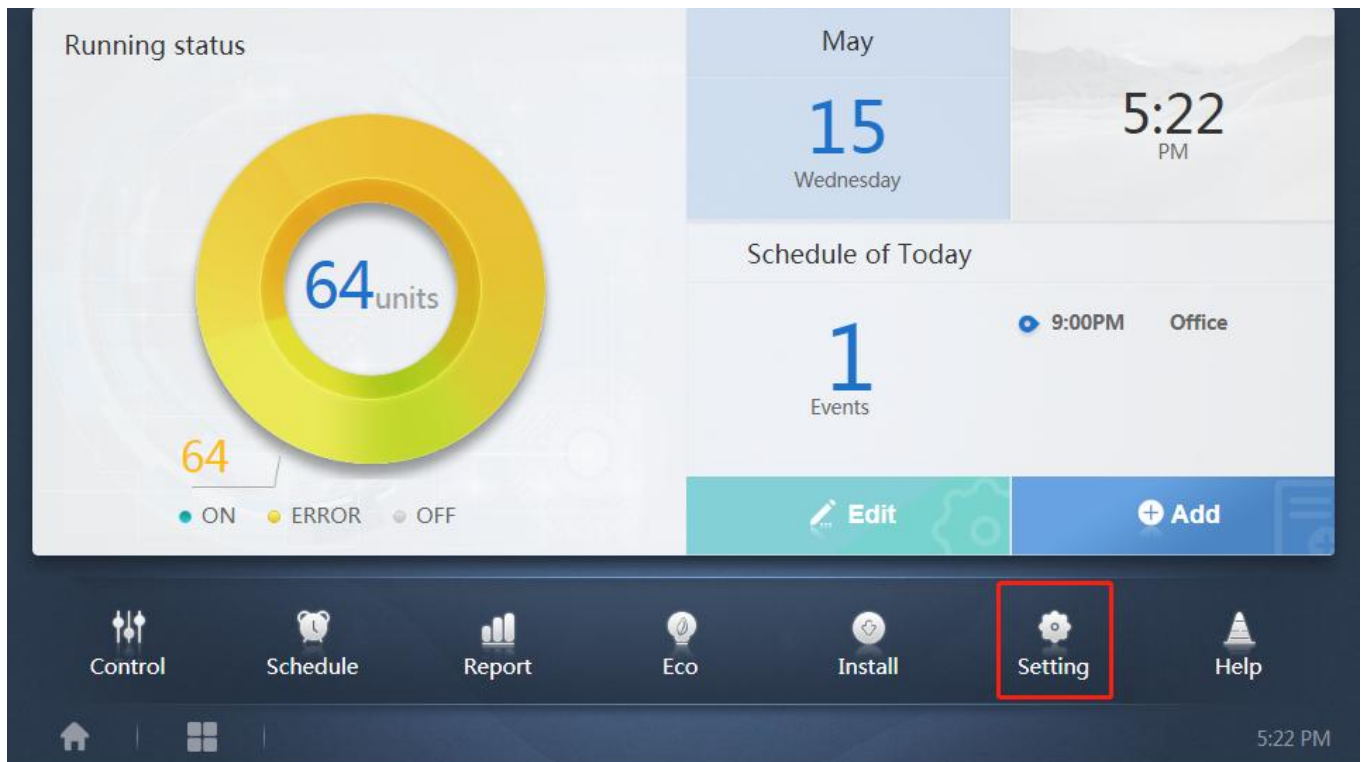 Running status
64units
64
ON
ERROR
OFF
May
15
Wednesday
5:22
PM
Schedule of Today
1
Events
9:00PM Office
Edit
Add
Control
Schedule
Report
Eco
Install
Setting
Help
5:22 PM